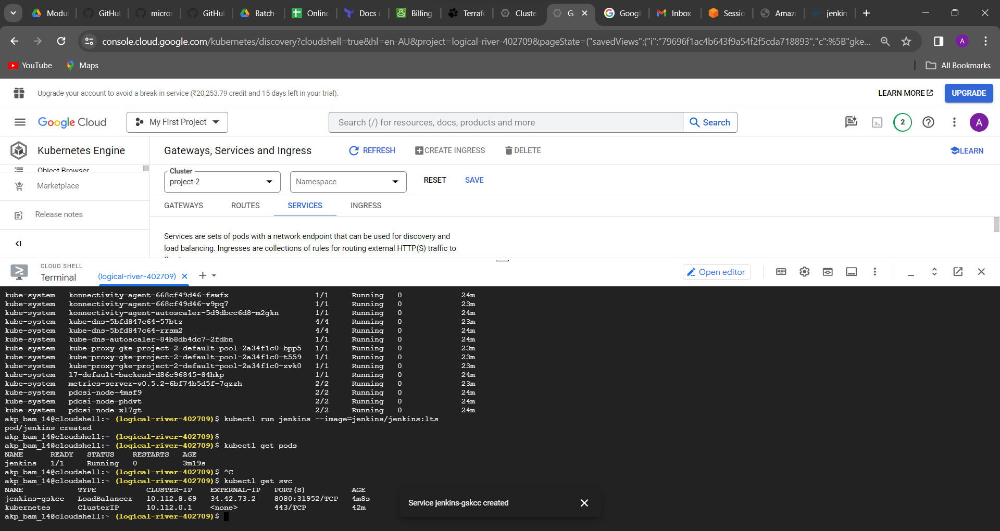 Modu
GitHu
micros
GitHu
Batch-
Online
Docs o
Billing
Terrafo
Cluste
G
Googl
Inbox
Sessio
Amaz
jenkin
console.cloud.google.com/kubernetes/discovery?cloudshell=true&hl=en-AU&project=logical-river-402709&pageState=("savedViews":("i":"79696f1ac4b643f9a54f2f5cda718893","c":%5B"gke...
A
YouTube
Maps
All Bookmarks
Upgrade your account to avoid a break in service (₹20,253.79 credit and 15 days left in your trial).
LEARN MORE
UPGRADE
Google Cloud
My First Project
Search (/) for resources, docs, products and more
Search
2
A
Kubernetes Engine
Gateways, Services and Ingress
REFRESH
CREATE INGRESS
DELETE
LEARN
Object Browser
Marketplace
Release notes
Cluster
project-2
Namespace
RESET
SAVE
GATEWAYS
ROUTES
SERVICES
INGRESS
Services are sets of pods with a network endpoint that can be used for discovery and
load balancing. Ingresses are collections of rules for routing external HTTP(S) traffic to
CLOUD SHELL
Terminal
(logical-river-402709)
Open editor
kube-system konnectivity-agent-668cf49d46-fswfx 1/1 Running 0 24m
kube-system konnectivity-agent-668cf49d46-v9pq7 1/1 Running 0 23m
kube-system konnectivity-agent-autoscaler-5d9dbcc6d8-m2gkn 1/1 Running 0 24m
kube-system kube-dns-5bfd847c64-57btz 4/4 Running 0 23m
kube-system kube-dns-5bfd847c64-rrsm2 4/4 Running 0 24m
kube-system kube-dns-autoscaler-84b8db4dc7-2fdbn 1/1 Running 0 24m
kube-system kube-proxy-gke-project-2-default-pool-2a34f1c0-bpp5 1/1 Running 0 23m
kube-system kube-proxy-gke-project-2-default-pool-2a34f1c0-t559 1/1 Running 0 23m
kube-system kube-proxy-gke-project-2-default-pool-2a34f1c0-zvk0 1/1 Running 0 23m
kube-system l7-default-backend-d86c96845-84hkp 1/1 Running 0 24m
kube-system metrics-server-v0.5.2-6bf74b5d5f-7qzzh 2/2 Running 0 23m
kube-system pdcsi-node-4msf9 2/2 Running 0 24m
kube-system pdcsi-node-phdvt 2/2 Running 0 24m
kube-system pdcsi-node-xl7gt 2/2 Running 0 24m
akp_bam_14@cloudshell:~ (logical-river-402709)$ kubectl run jenkins --image=jenkins/jenkins:lts
pod/jenkins created
akp_bam_14@cloudshell:~ (logical-river-402709)$
akp_bam_14@cloudshell:~ (logical-river-402709)$ kubectl get pods
NAME READY STATUS RESTARTS AGE
jenkins 1/1 Running 0 3m19s
akp_bam_14@cloudshell:~ (logical-river-402709)$ ^C
akp_bam_14@cloudshell:~ (logical-river-402709)$ kubectl get svc
NAME TYPE CLUSTER-IP EXTERNAL-IP PORT(S) AGE
jenkins-gskcc LoadBalancer 10.112.8.69 34.42.73.2 8080:31952/TCP 4m8s
kubernetes ClusterIP 10.112.0.1 <none> 443/TCP 42m
akp_bam_14@cloudshell:~ (logical-river-402709)$
Service jenkins-gskcc created